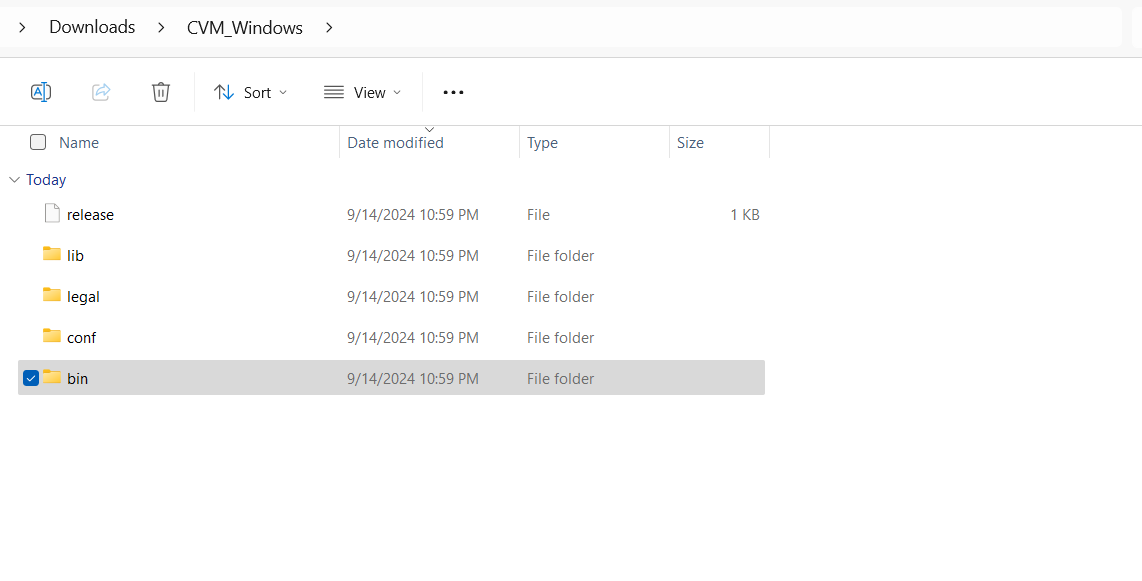 Downloads CVM_Windows
Sort View
Name Date modified Type Size
Today
release 9/14/2024 10:59 PM File 1 KB
lib 9/14/2024 10:59 PM File folder
legal 9/14/2024 10:59 PM File folder
conf 9/14/2024 10:59 PM File folder
bin 9/14/2024 10:59 PM File folder